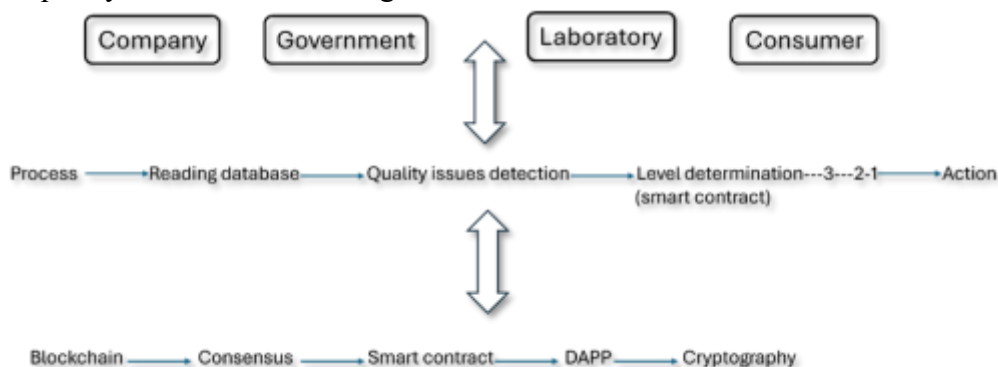 Company Government Laboratory Consumer
Process Reading database Quality issues detection Level determination---3---2-1 Action
(smart contract)
Blockchain Consensus Smart contract DAPP Cryptography